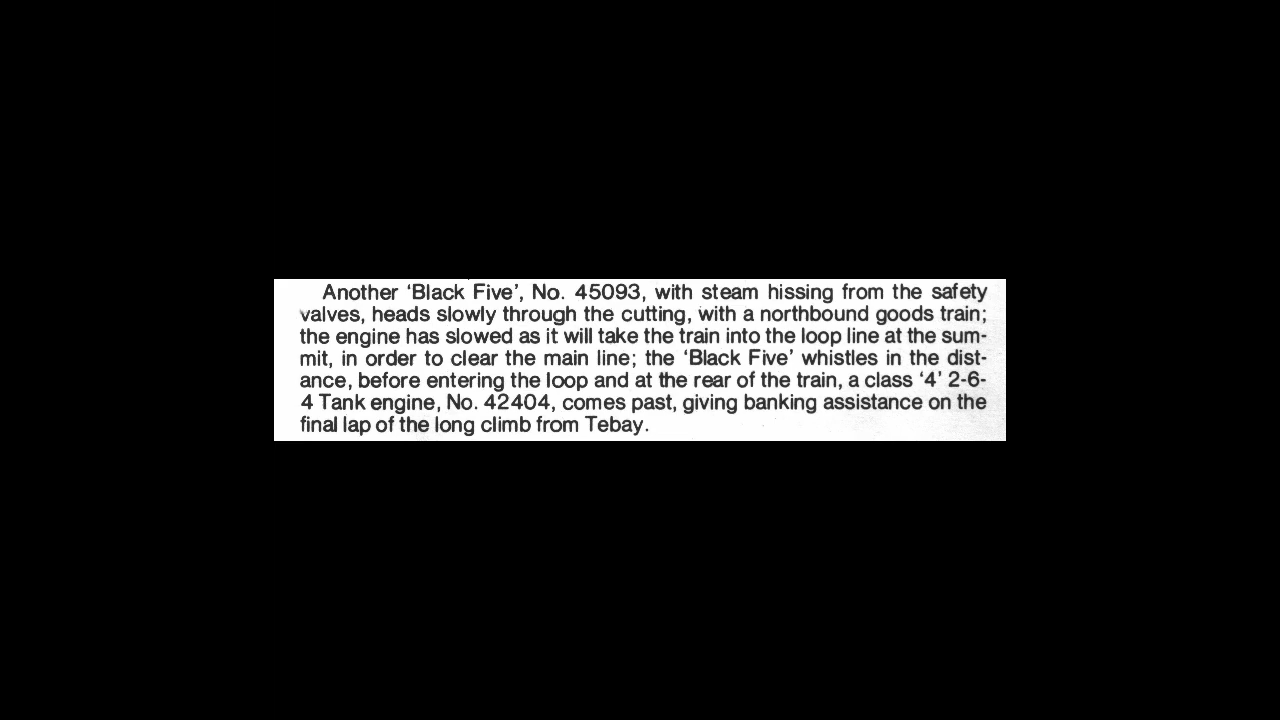 Another ‘Black Five’, No. 45093, with steam hissing from the safety
valves, heads slowly through the cutting, with a northbound goods train;
the engine has slowed as it will take the train into the loop line at the sum-
mit, in order to clear the main line; the ‘Black Five’ whistles in the dist-
ance, before entering the loop and at the rear of the train, a class ‘4’ 2-6-
4 Tank engine, No. 42404, comes past, giving banking assistance on the
final lap of the long climb from Tebay.